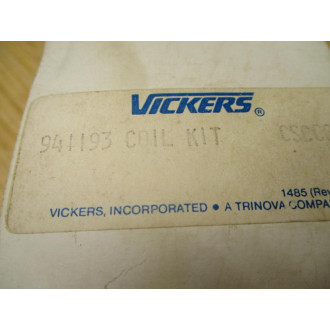 VICKERS®
941193 COIL KIT
1485 (Rev
VICKERS, INCORPORATED • A TRINOVA COMPA